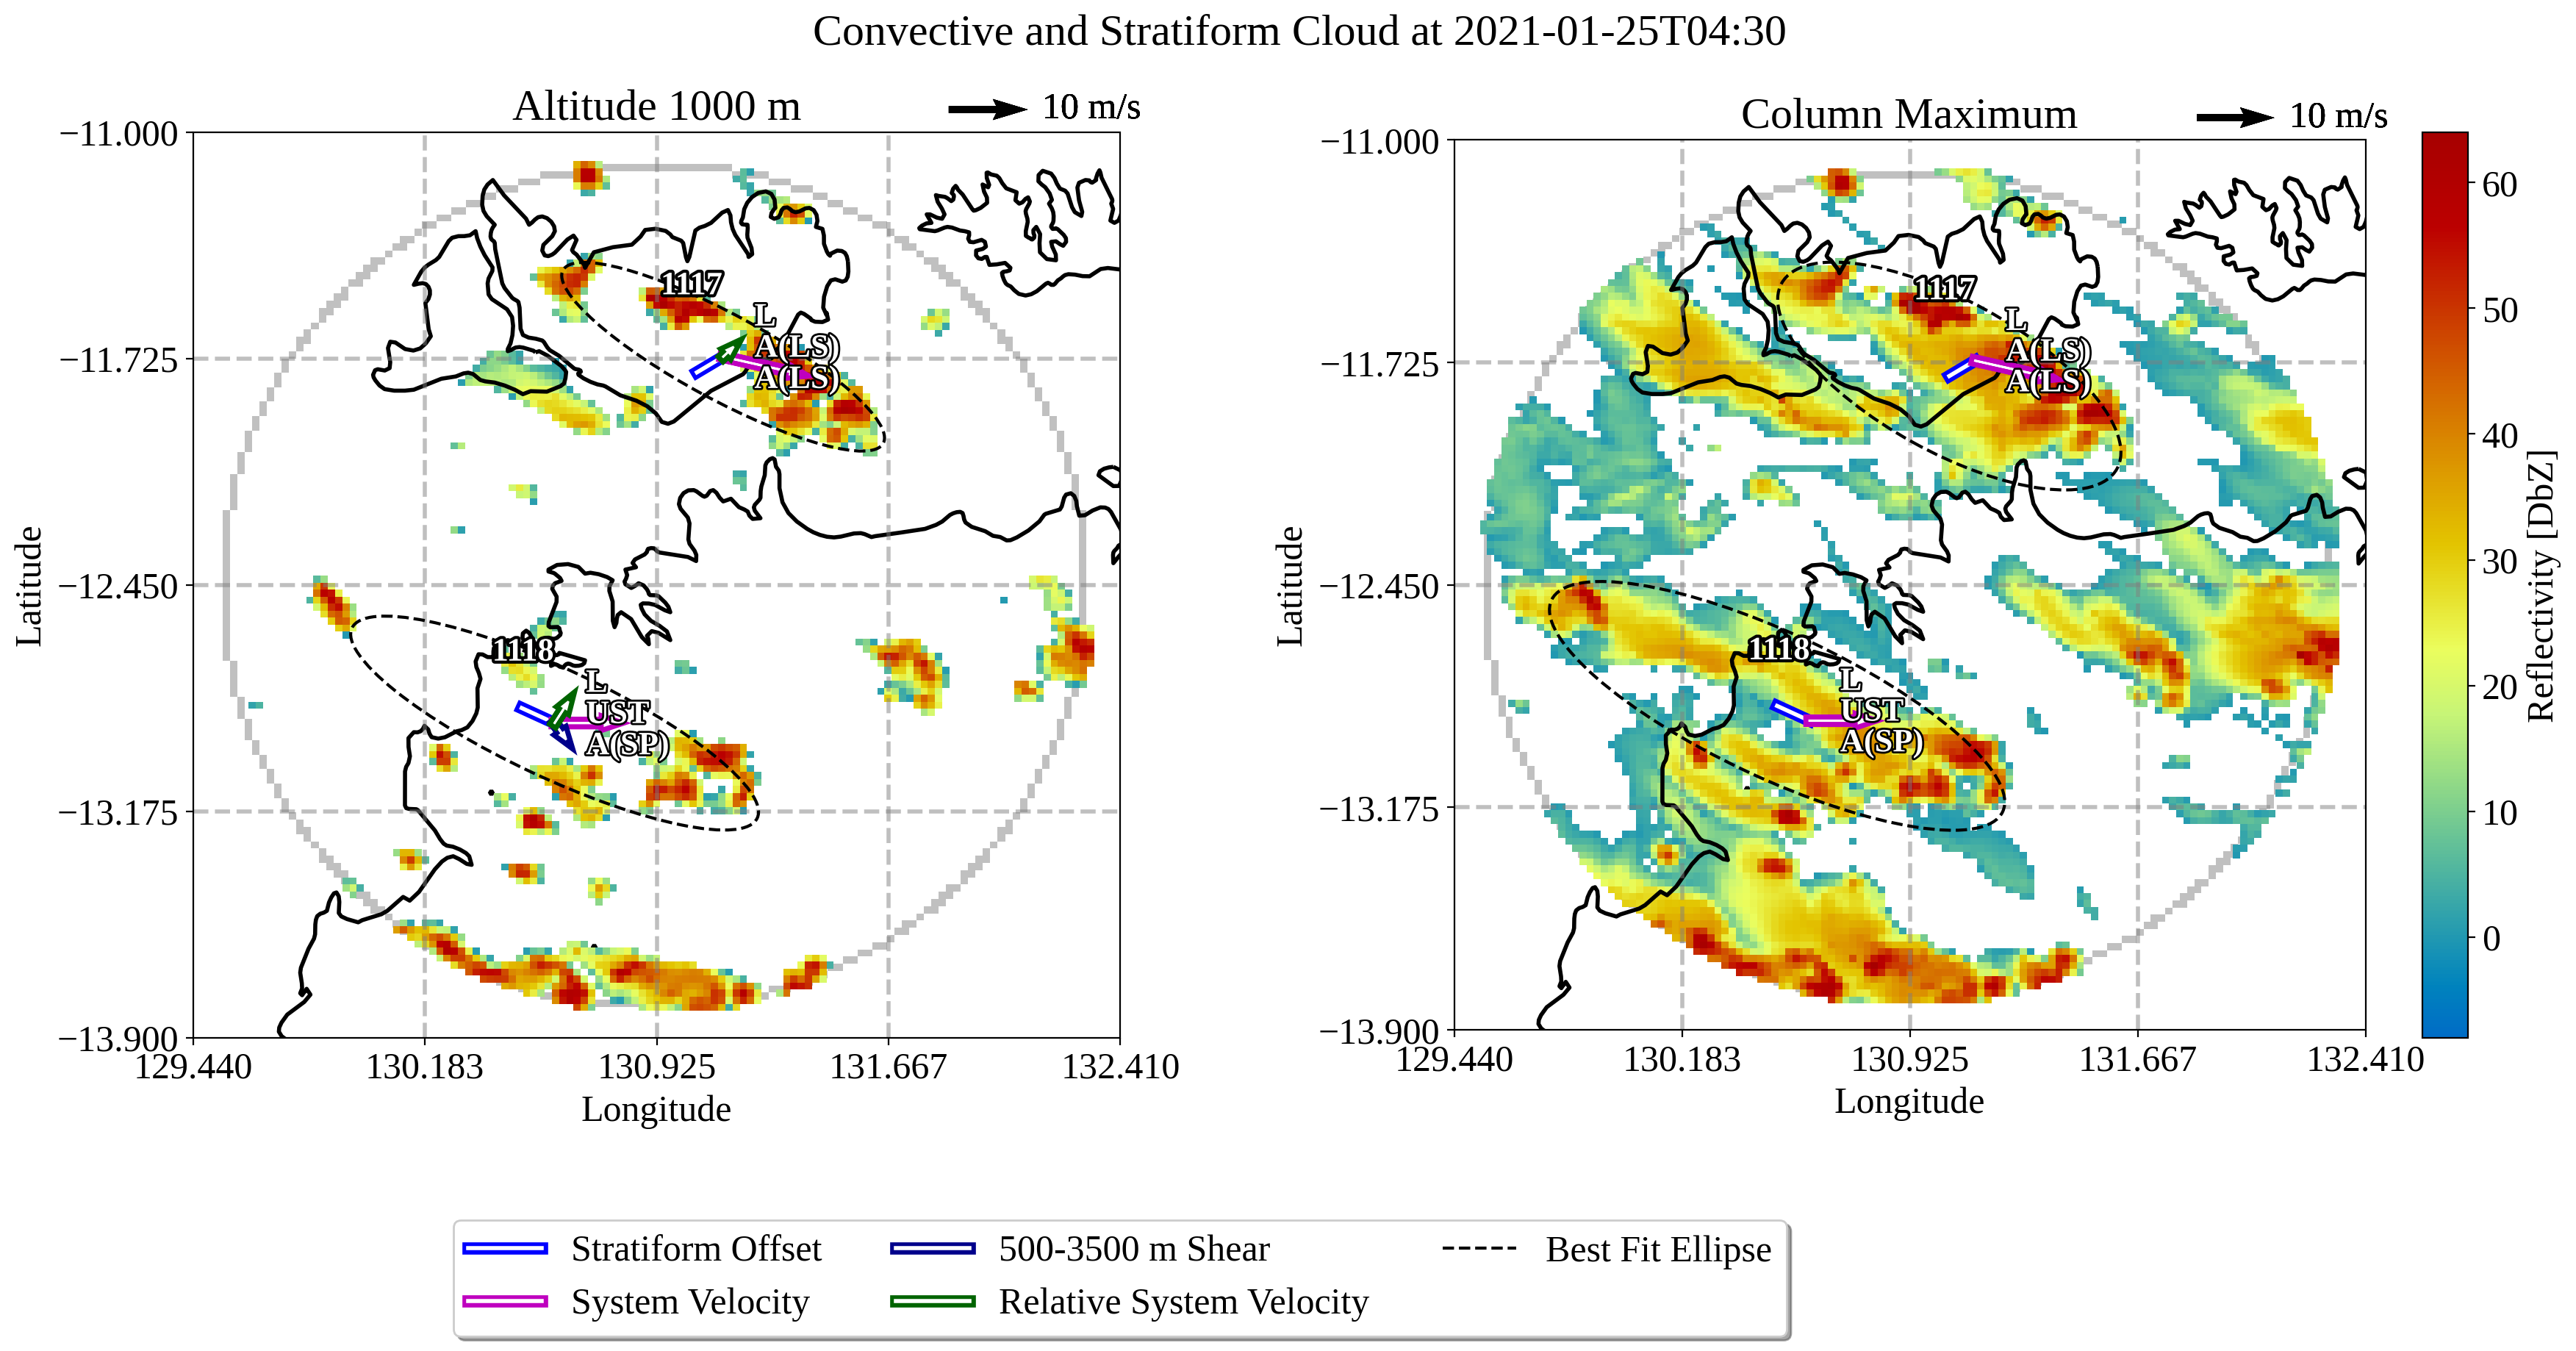 Convective and Stratiform Cloud at 2021-01-25T04:30
Altitude 1000 m
10 m/s
−11.000
−11.725
−12.450
−13.175
−13.900
Latitude
1117
L
A(LS)
A(LS)
1118
L
UST
A(SP)
129.440 130.183 130.925 131.667 132.410
Longitude
Column Maximum
10 m/s
−11.000
−11.725
−12.450
−13.175
−13.900
Latitude
1117
L
A(LS)
A(LS)
1118
L
UST
A(SP)
129.440 130.183 130.925 131.667 132.410
Longitude
60
50
40
30
20
10
0
Reflectivity [DbZ]
Stratiform Offset
System Velocity
500-3500 m Shear
Relative System Velocity
Best Fit Ellipse